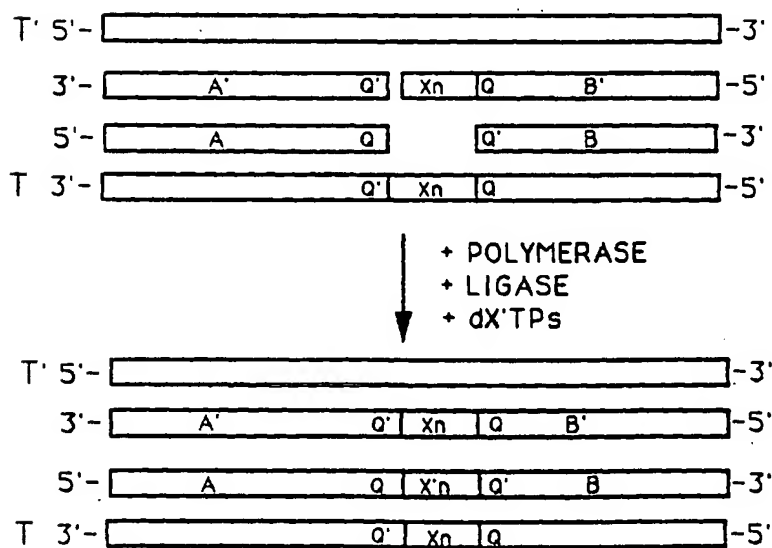 T' 5'- -3'
3'- A' Q' Xn Q B' -5'
5'- A Q Q' B -3'
T 3'- Q' Xn Q -5'
+ POLYMERASE
+ LIGASE
+ dX'TPs
T' 5'- -3'
3'- A' Q' Xn Q B' -5'
5'- A Q X'n Q' B -3'
T 3'- Q' Xn Q -5'